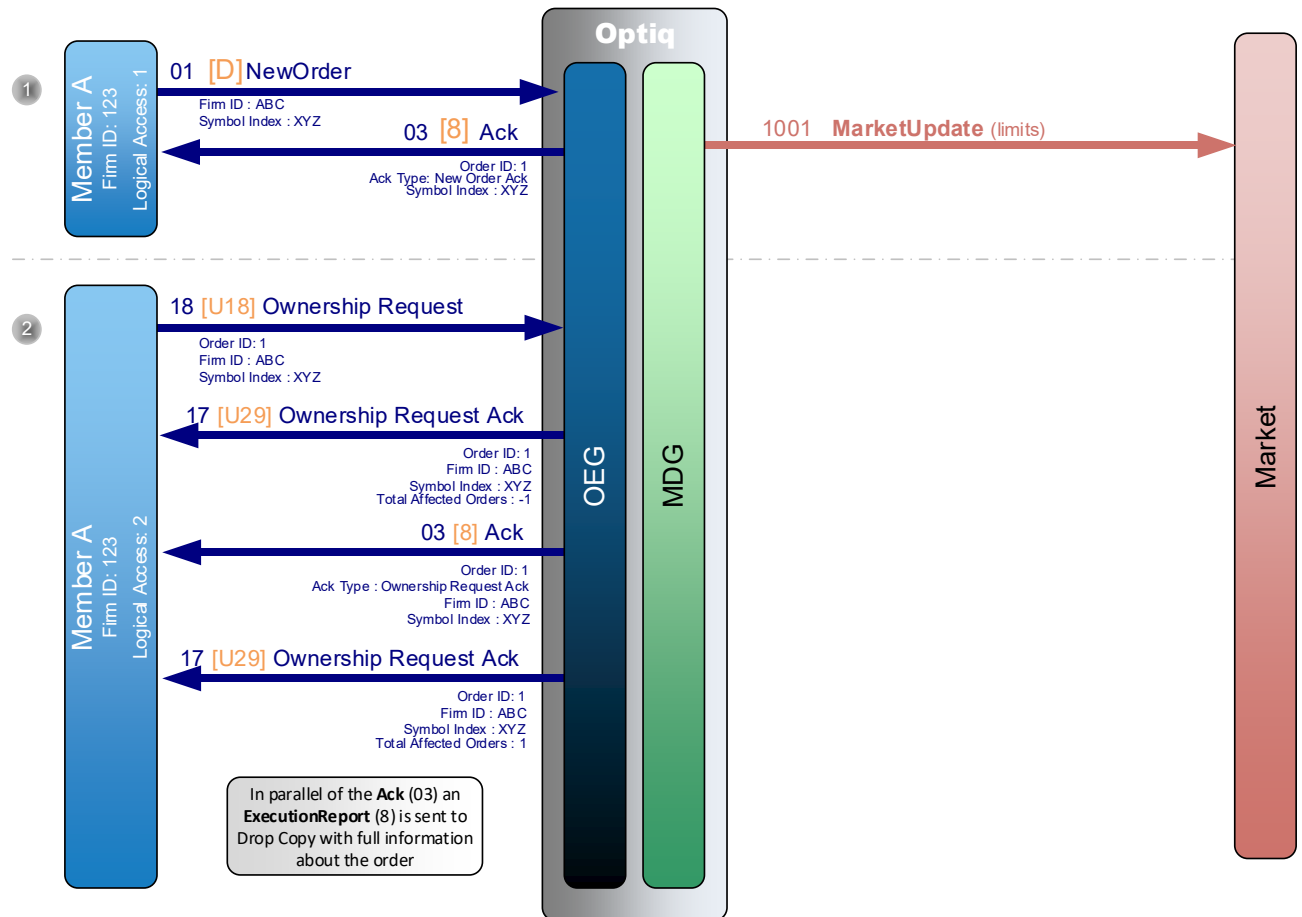 Optiq
1
Member A
Firm ID: 123
Logical Access: 1
01 [D] NewOrder
Firm ID : ABC
Symbol Index : XYZ
03 [8] Ack
Order ID: 1
Ack Type: New Order Ack
Symbol Index : XYZ
1001 MarketUpdate (limits)
2
Member A
Firm ID: 123
Logical Access: 2
18 [U18] Ownership Request
Order ID: 1
Firm ID : ABC
Symbol Index : XYZ
17 [U29] Ownership Request Ack
Order ID: 1
Firm ID : ABC
Symbol Index : XYZ
Total Affected Orders : -1
03 [8] Ack
Order ID: 1
Ack Type : Ownership Request Ack
Firm ID : ABC
Symbol Index : XYZ
17 [U29] Ownership Request Ack
Order ID: 1
Firm ID : ABC
Symbol Index : XYZ
Total Affected Orders : 1
In parallel of the Ack (03) an
ExecutionReport (8) is sent to
Drop Copy with full information
about the order
OEG
MDG
Market